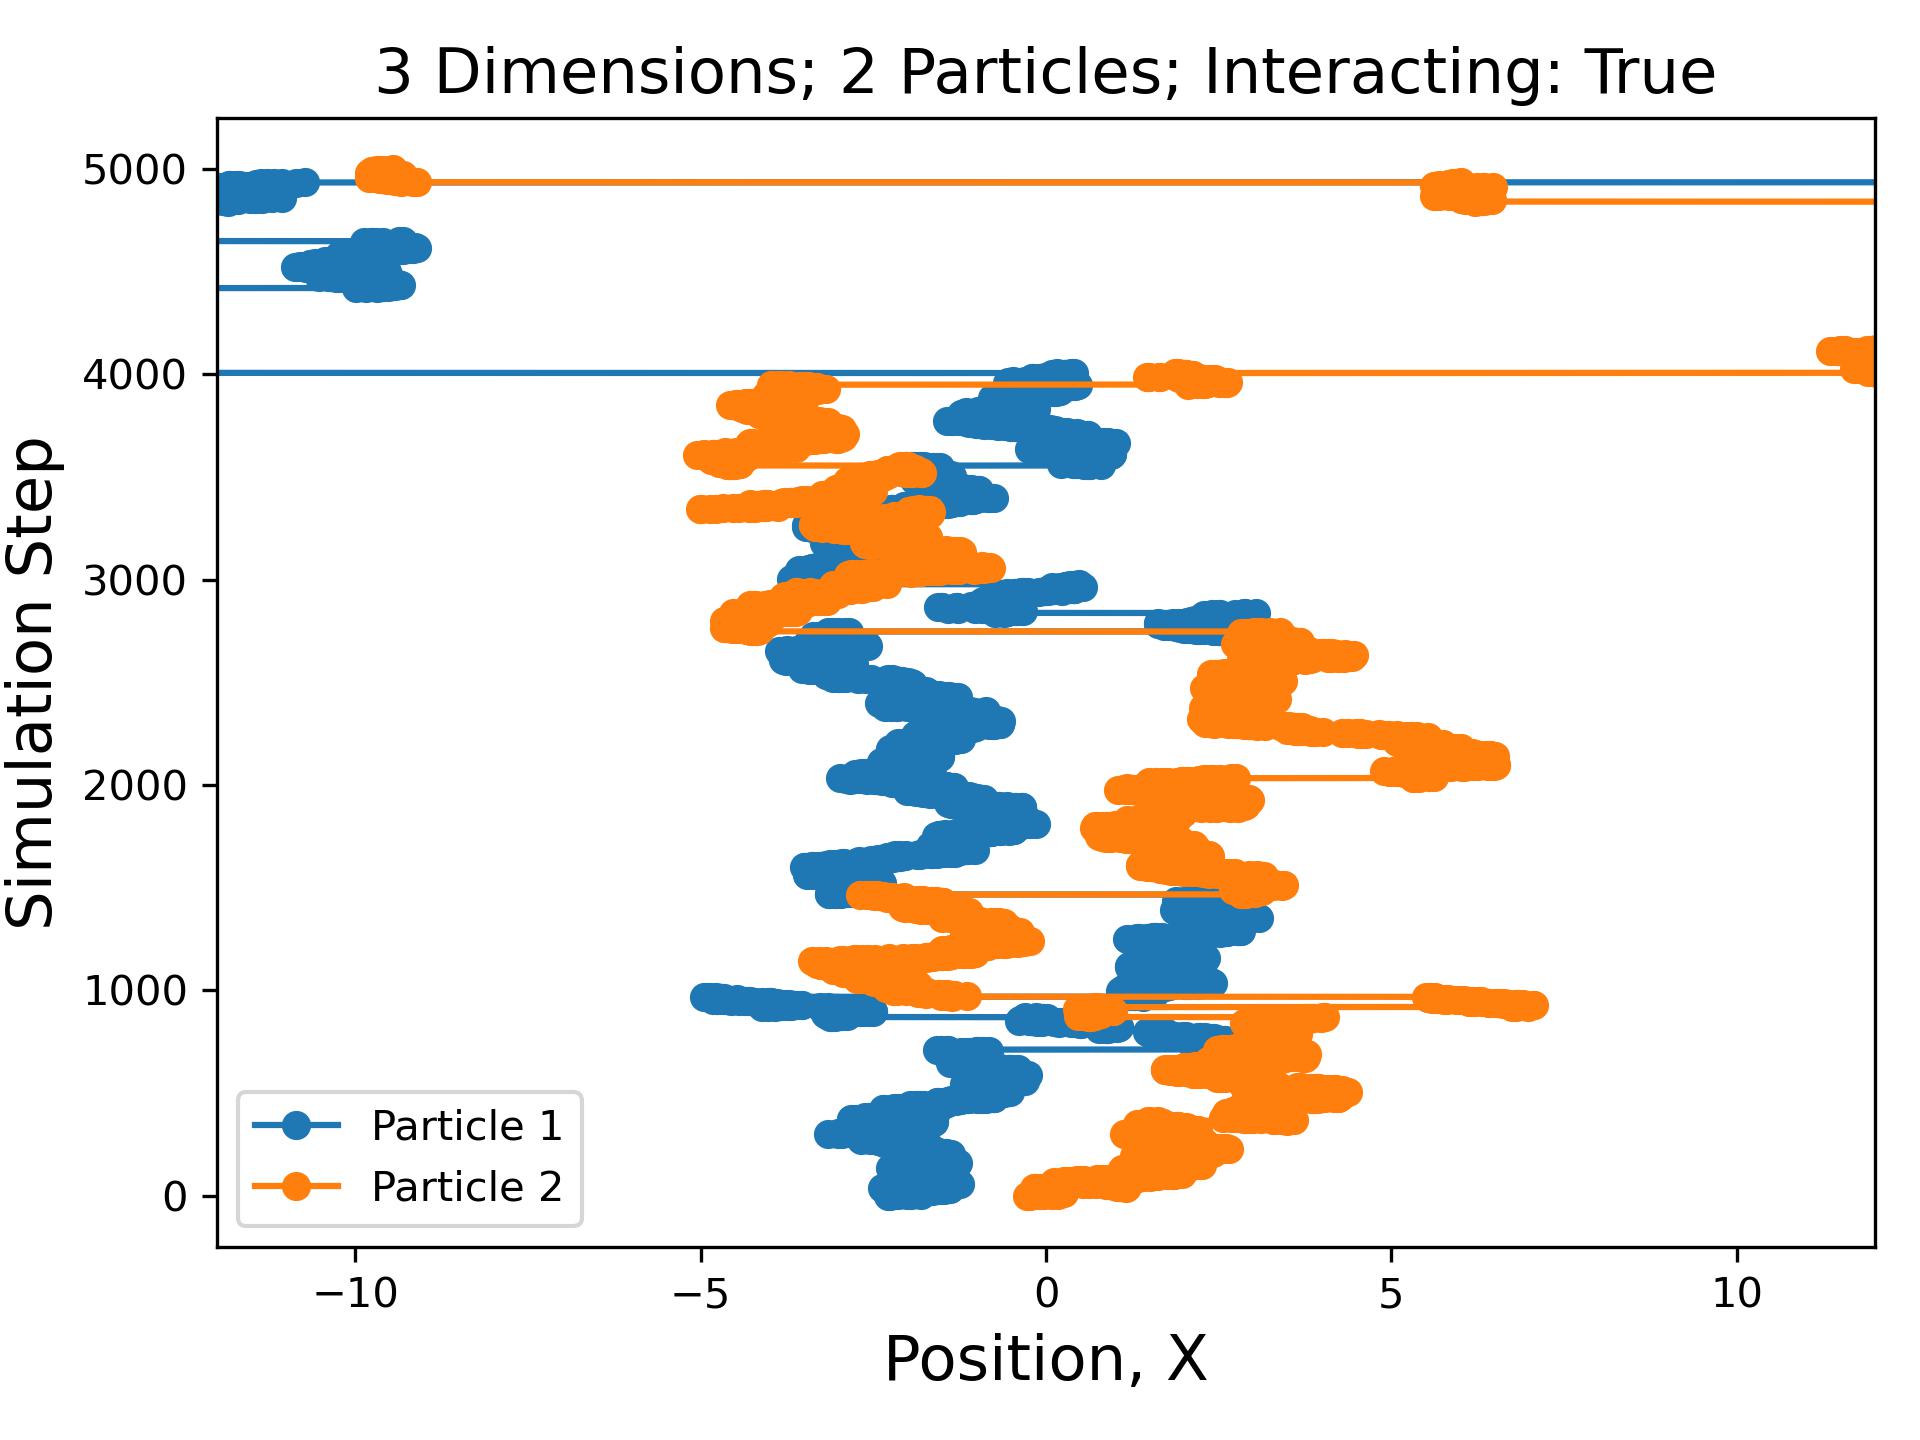 3 Dimensions; 2 Particles; Interacting: True
Simulation Step
5000
4000
3000
2000
1000
0
Particle 1
Particle 2
−10
−5
0
5
10
Position, X